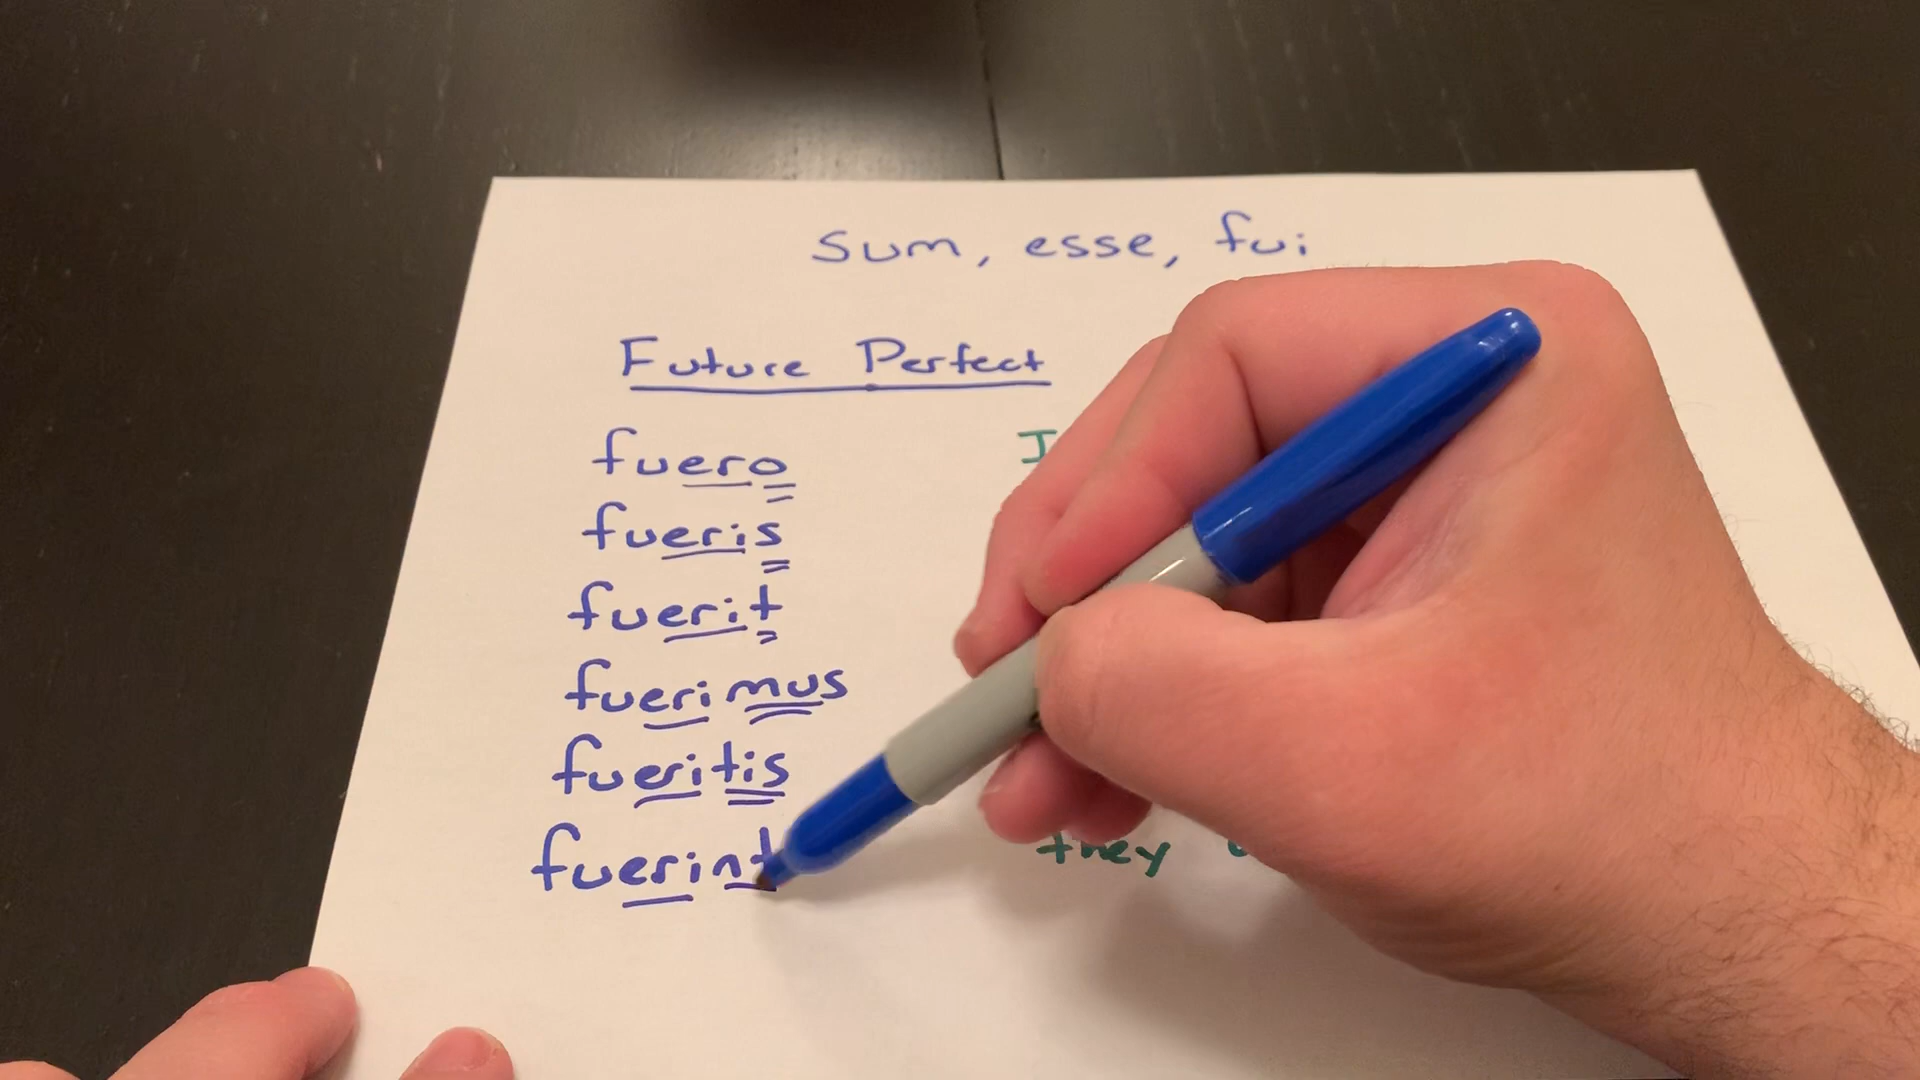 sum, esse, fui
Future Perfect
fuero I
fueris
fuerit
fuerimus
fueritis
fuerint they